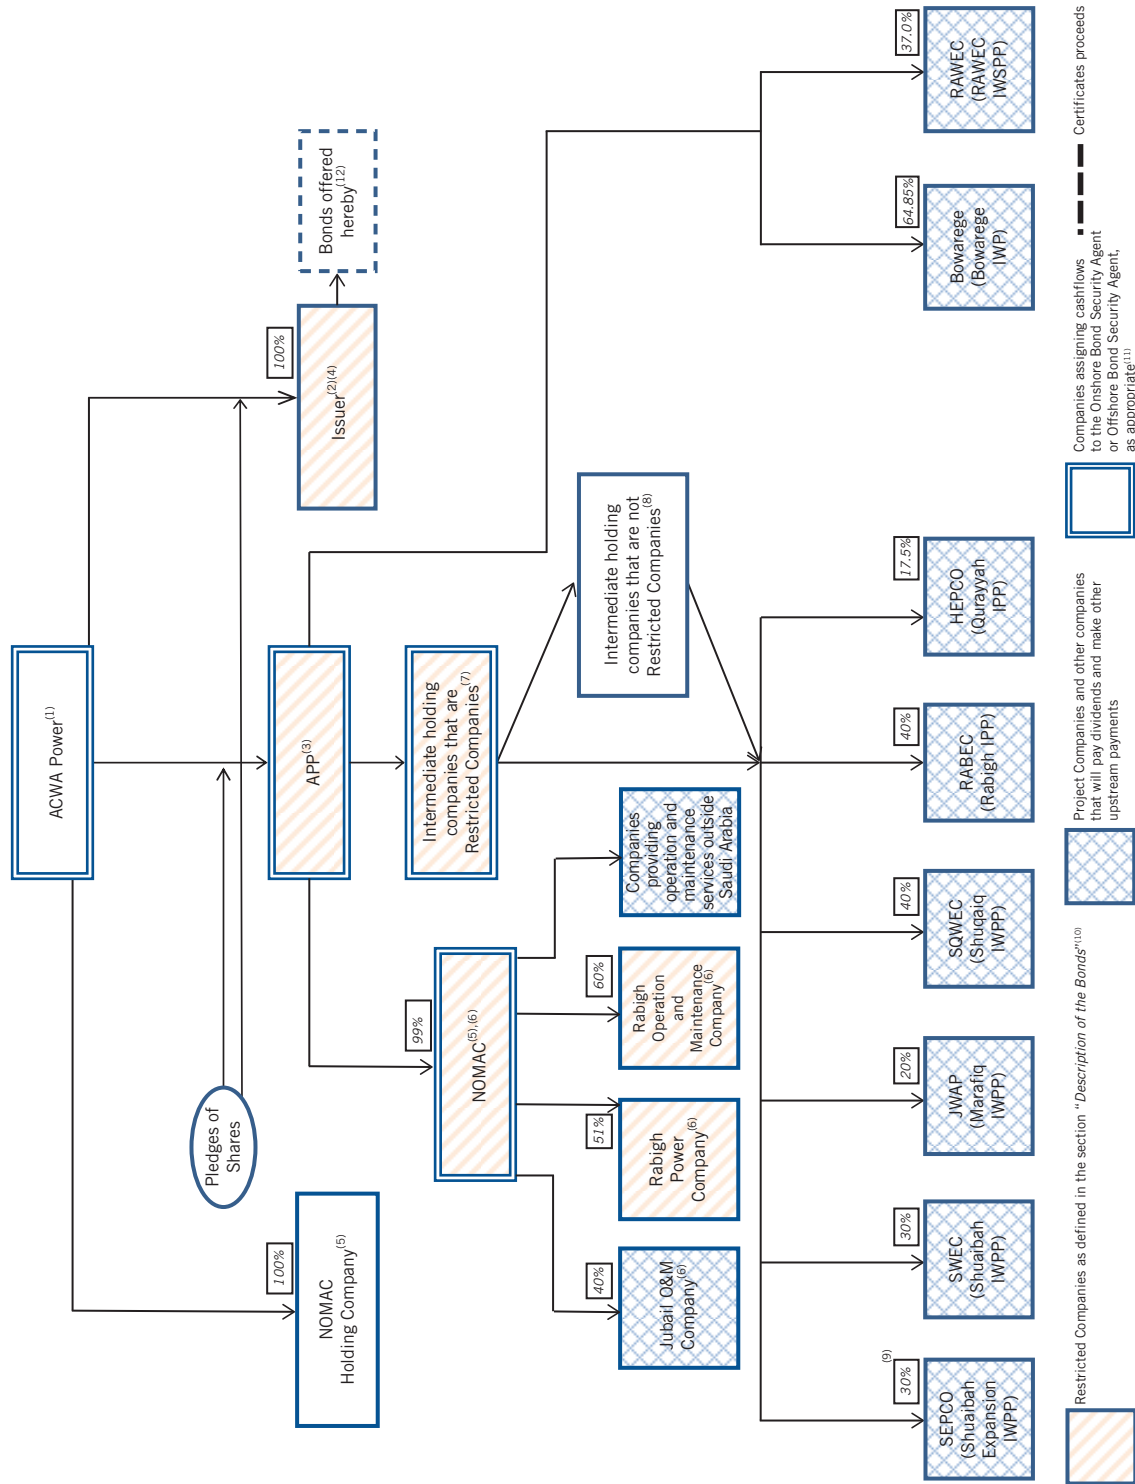 ACWA Power(1)
Pledges of
Shares
100%
NOMAC
Holding Company(5)
APP(3)
100%
Issuer(2)(4)
Bonds offered
hereby(12)
99%
NOMAC(5),(6)
Intermediate holding
companies that are
Restricted Companies(7)
Intermediate holding
companies that are not
Restricted Companies(8)
40%
Jubail O&M
Company(6)
51%
Rabigh
Power
Company(6)
60%
Rabigh
Operation
and
Maintenance
Company(6)
Companies
providing
operation and
maintenance
services outside
Saudi Arabia
30%
(9)
SEPCO
(Shuaibah
Expansion
IWPP)
30%
SWEC
(Shuaibah
IWPP)
20%
JWAP
(Marafiq
IWPP)
40%
SQWEC
(Shuqaiq
IWPP)
40%
RABEC
(Rabigh IPP)
17.5%
HEPCO
(Qurayyah
IPP)
64.85%
Bowarege
(Bowarege
IWP)
37.0%
RAWEC
(RAWEC
IWSPP)
Restricted Companies as defined in the section “Description of the Bonds”(10)
Project Companies and other companies
that will pay dividends and make other
upstream payments
Companies assigning cashflows
to the Onshore Bond Security Agent
or Offshore Bond Security Agent,
as appropriate(11)
Certificates proceeds